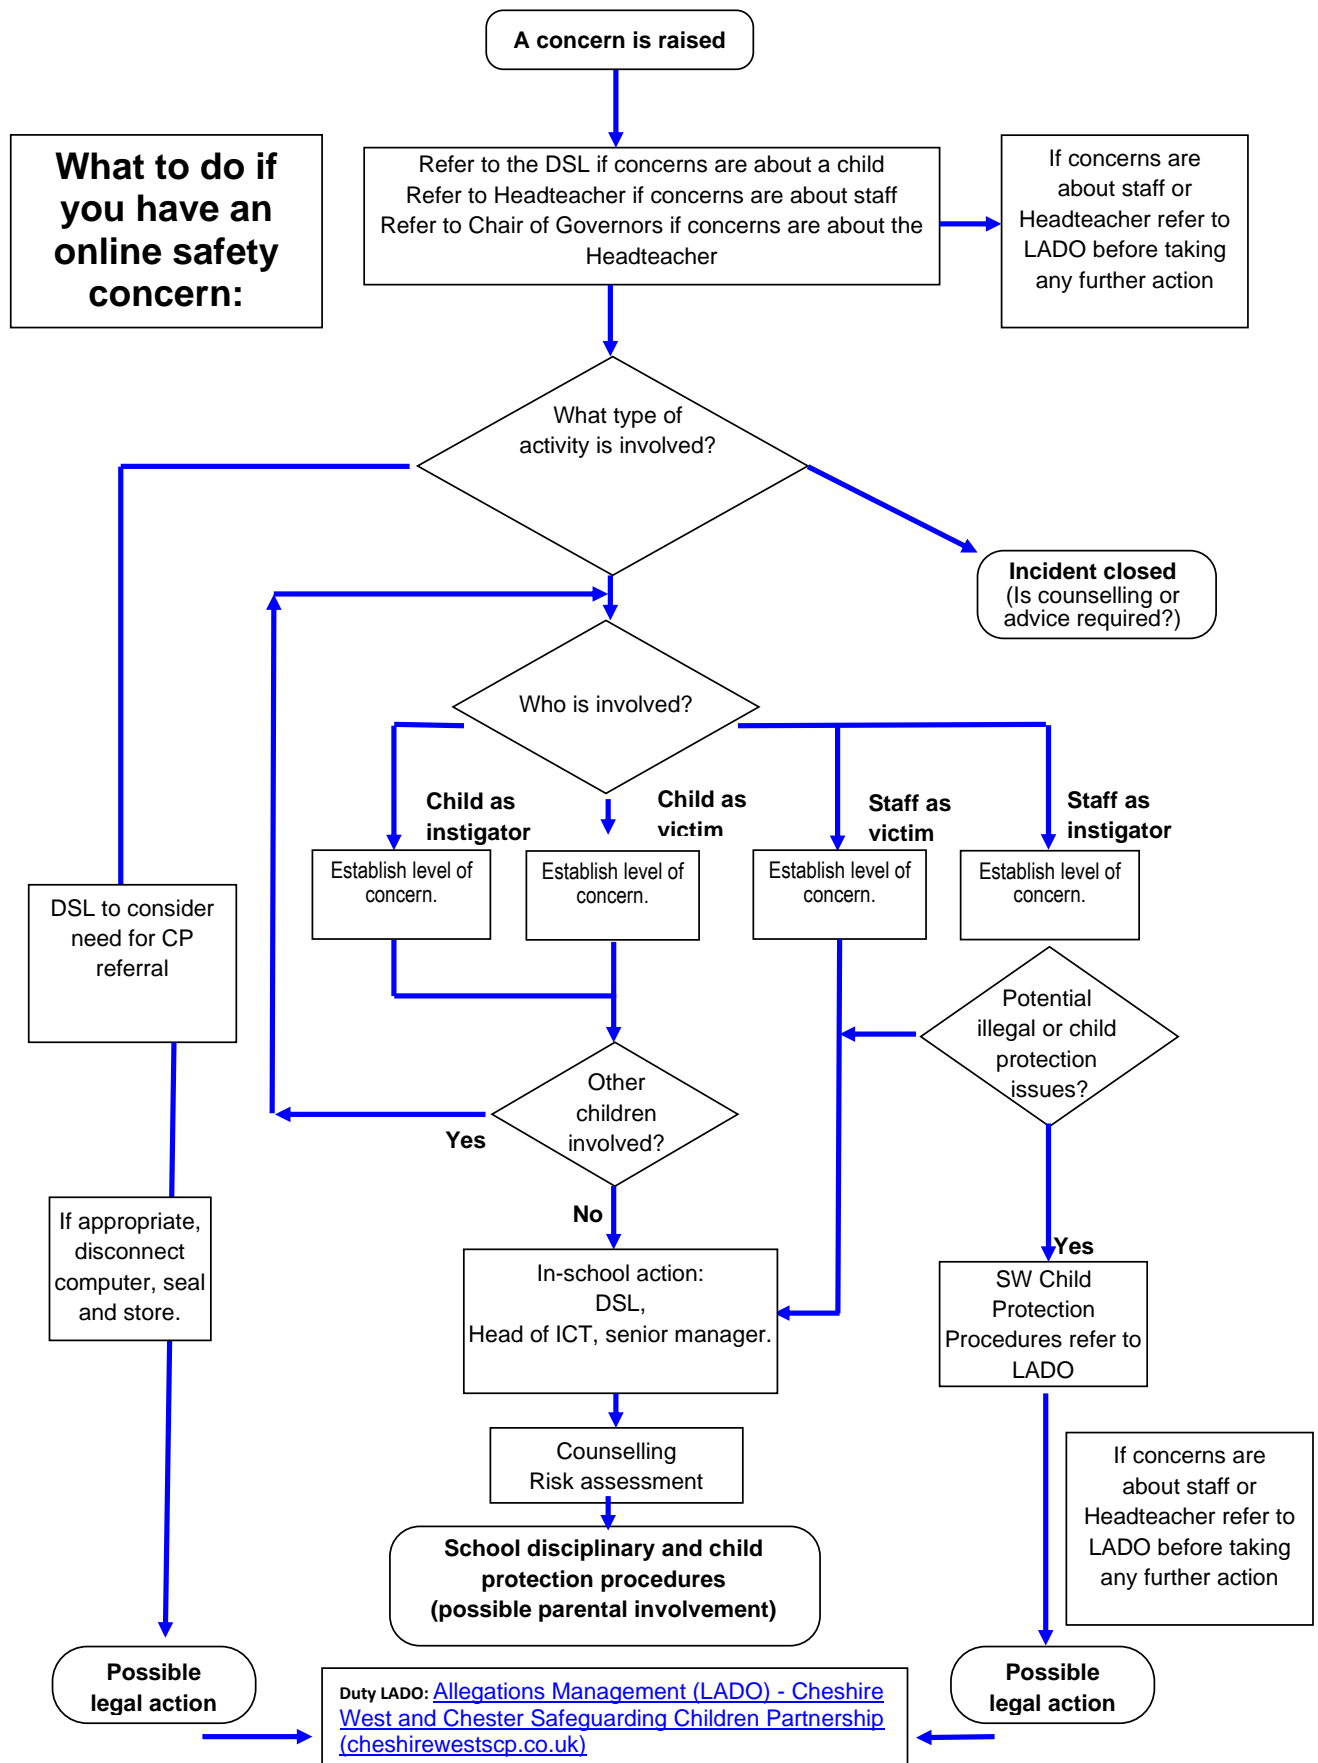 A concern is raised
What to do if
you have an
online safety
concern:
Refer to the DSL if concerns are about a child
Refer to Headteacher if concerns are about staff
Refer to Chair of Governors if concerns are about the
Headteacher
If concerns are
about staff or
Headteacher refer to
LADO before taking
any further action
What type of
activity is involved?
Incident closed
(Is counselling or
advice required?)
Who is involved?
Child as
instigator
Child as
victim
Staff as
victim
Staff as
instigator
Establish level of
concern.
Establish level of
concern.
Establish level of
concern.
Establish level of
concern.
DSL to consider
need for CP
referral
Potential
illegal or child
protection
issues?
Other
children
involved?
Yes
No
If appropriate,
disconnect
computer, seal
and store.
In-school action:
DSL,
Head of ICT, senior manager.
Yes
SW Child
Protection
Procedures refer to
LADO
Counselling
Risk assessment
If concerns are
about staff or
Headteacher refer to
LADO before taking
any further action
School disciplinary and child
protection procedures
(possible parental involvement)
Possible
legal action
Duty LADO: Allegations Management (LADO) - Cheshire
West and Chester Safeguarding Children Partnership
(cheshirewestscp.co.uk)
Possible
legal action